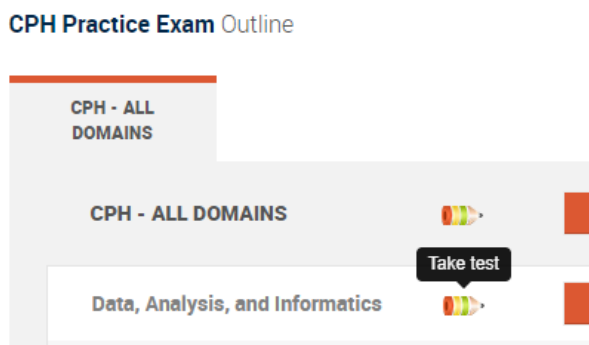 CPH Practice Exam Outline
CPH - ALL
DOMAINS
CPH - ALL DOMAINS
Take test
Data, Analysis, and Informatics